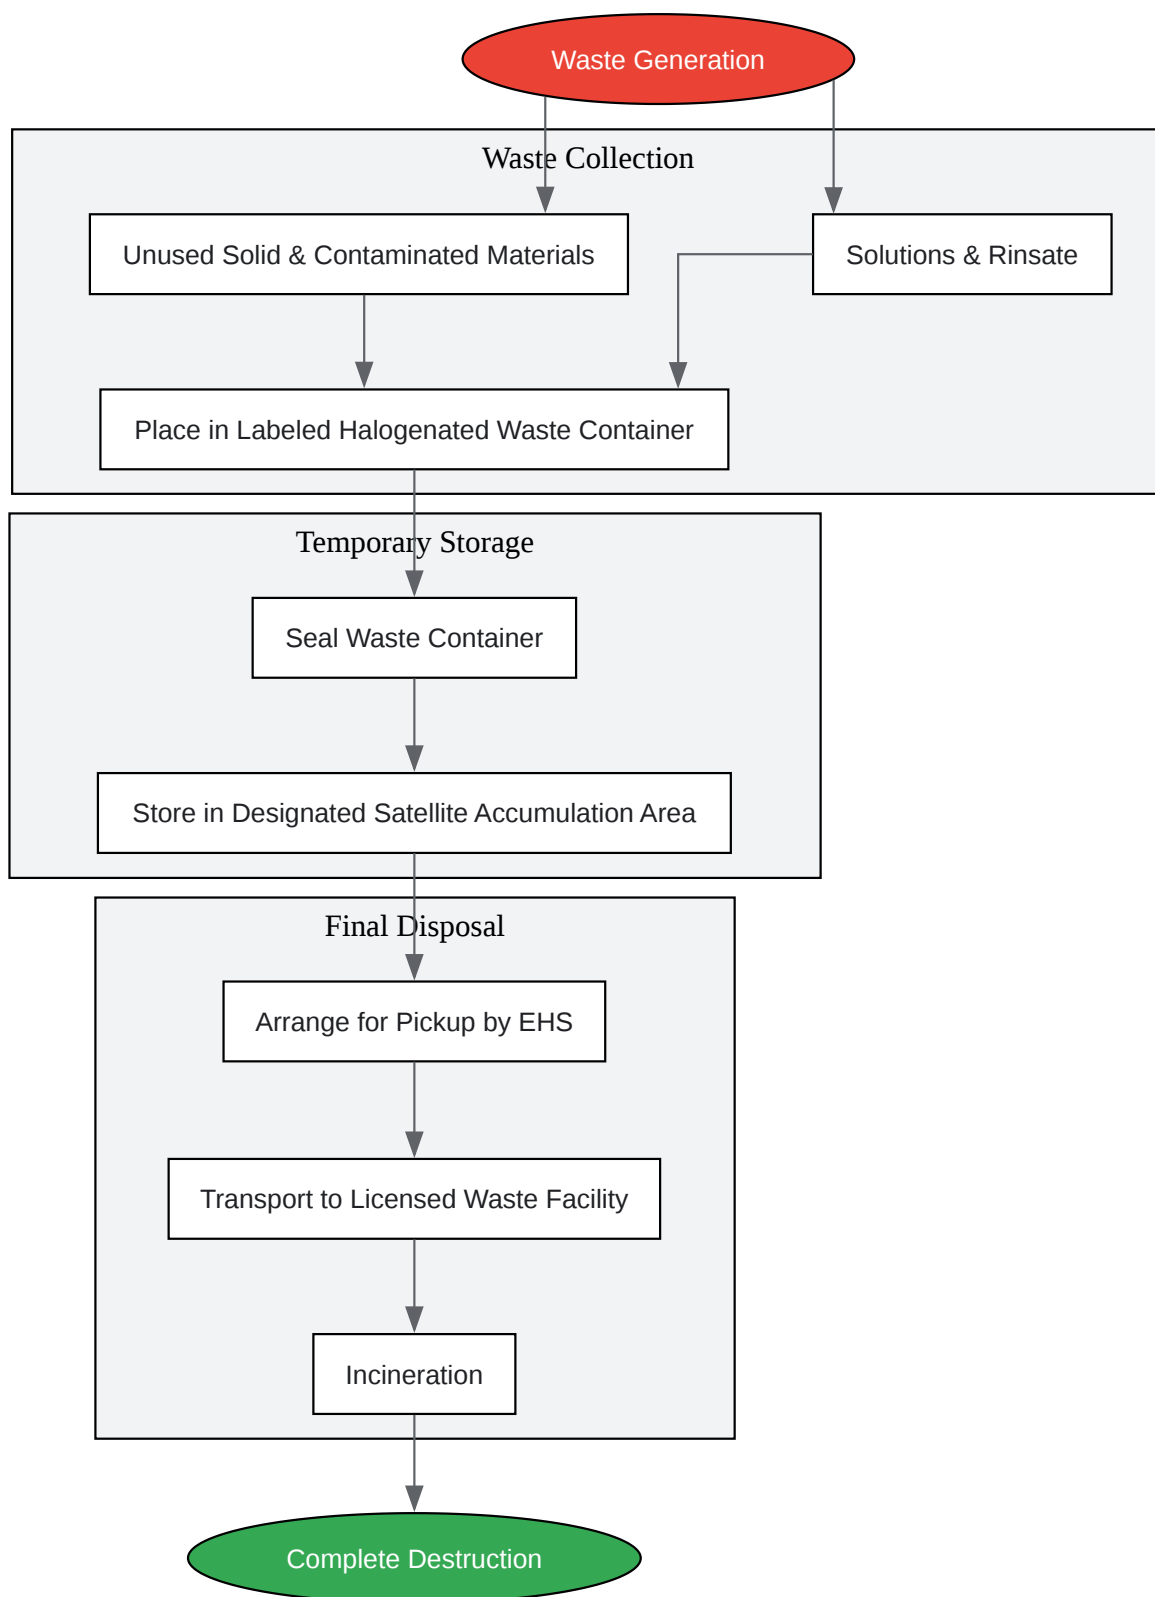 Waste Generation
Waste Collection
Unused Solid & Contaminated Materials
Solutions & Rinsate
Place in Labeled Halogenated Waste Container
Temporary Storage
Seal Waste Container
Store in Designated Satellite Accumulation Area
Final Disposal
Arrange for Pickup by EHS
Transport to Licensed Waste Facility
Incineration
Complete Destruction